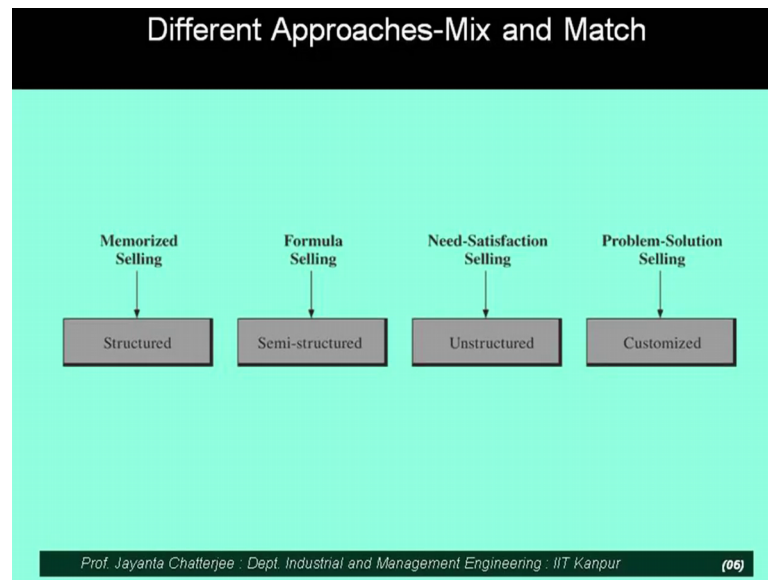 Different Approaches-Mix and Match
Memorized
Selling
Formula
Selling
Need-Satisfaction
Selling
Problem-Solution
Selling
Structured
Semi-structured
Unstructured
Customized
Prof. Jayanta Chatterjee : Dept. Industrial and Management Engineering : IIT Kanpur
(06)